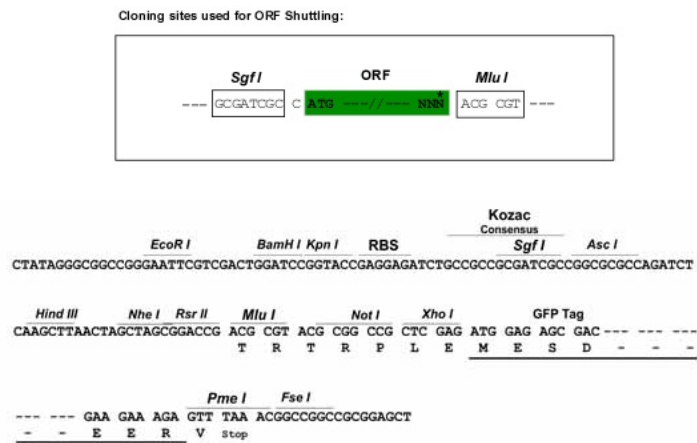 Cloning sites used for ORF Shuttling:
Sgf I ORF Mlu I
--- GCGATCGC C ATG ---//--- NNN* ACG CGT ---
Kozac
Consensus
EcoR I BamH I Kpn I RBS Sgf I Asc I
CTATAGGGCGGCCGGGAATTCGTCGACTGGATCCGGTACCGAGGAGATCTGCCGCCGCGATCGCCGGCGCGCCAGATCT
Hind III Nhe I Rsr II Mlu I Not I Xho I GFP Tag
CAAGCTTAACTAGCTAGCGGACCG ACG CGT ACG CGG CCG CTC GAG ATG GAG AGC GAC--- --- ---
T R T R P L E M E S D - - -
Pme I Fse I
--- --- GAA GAA AGA GTT TAA ACGGCCGGCCGCGGAGCT
- - E E R V Stop